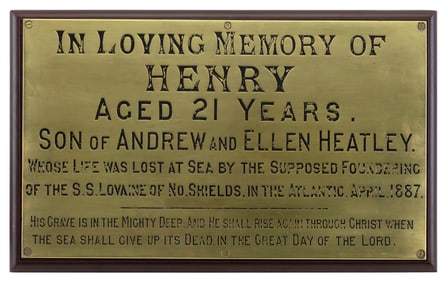 IN LOVING MEMORY OF
HENRY
AGED 21 YEARS.
SON OF ANDREW AND ELLEN HEATLEY.
WHOSE LIFE WAS LOST AT SEA BY THE SUPPOSED FOUNDERING
OF THE S.S. LOVAINE OF NO. SHIELDS, IN THE ATLANTIC, APRIL, 1887.
HIS GRAVE IS IN THE MIGHTY DEEP, AND HE SHALL RISE AGAIN THROUGH CHRIST WHEN
THE SEA SHALL GIVE UP ITS DEAD, IN THE GREAT DAY OF THE LORD.